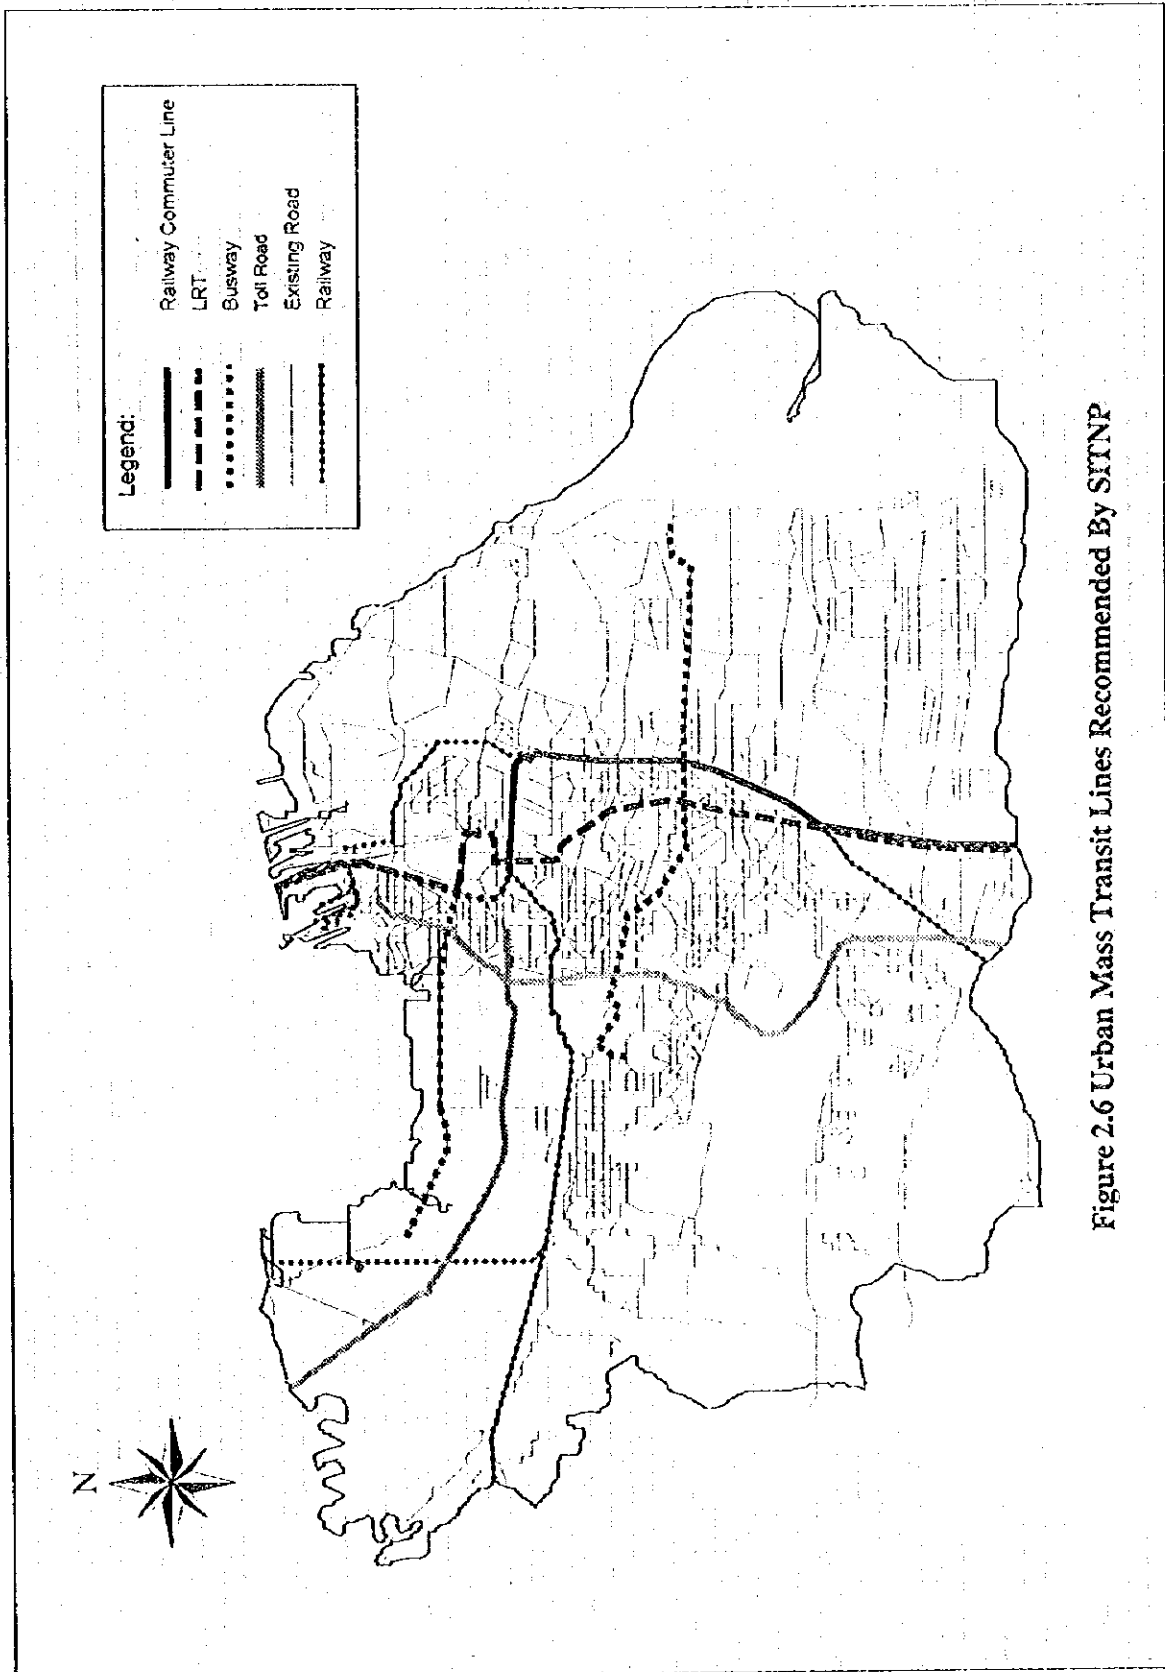 N
Legend:
Railway Commuter Line
LRT
Busway
Toll Road
Existing Road
Railway
Figure 2.6 Urban Mass Transit Lines Recommended By SITNP